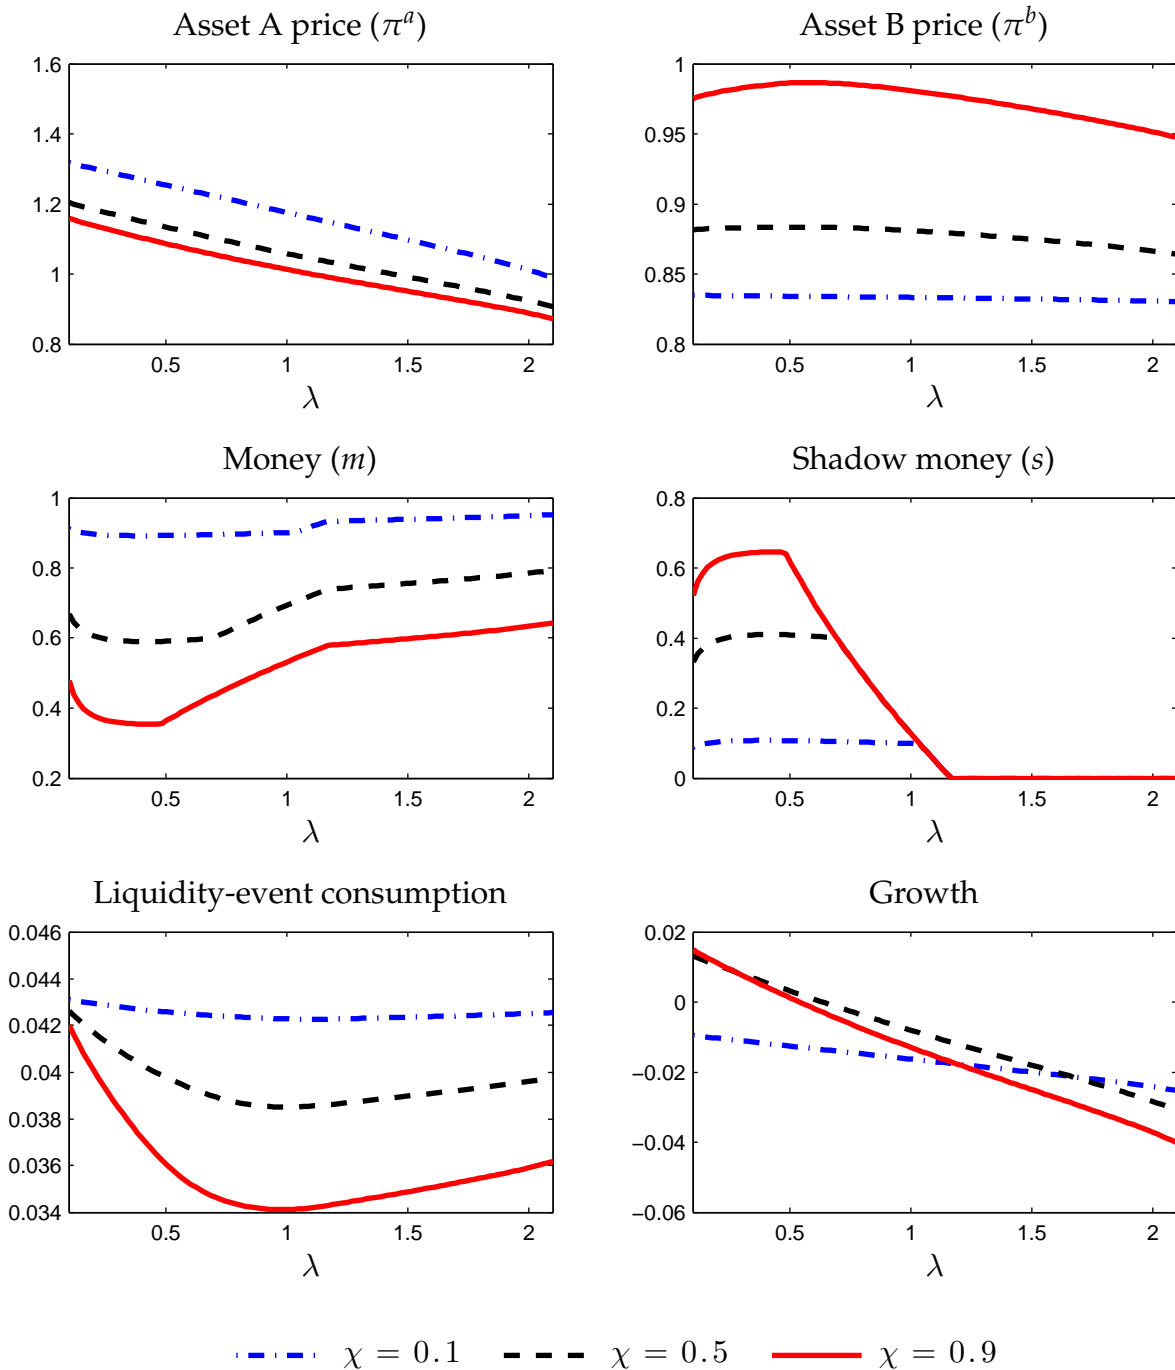 Asset A price (πᵃ)
Asset B price (πᵇ)
1.6
1.4
1.2
1
0.8
0.5 1 1.5 2
λ
1
0.95
0.9
0.85
0.8
0.5 1 1.5 2
λ
Money (m)
Shadow money (s)
1
0.8
0.6
0.4
0.2
0.5 1 1.5 2
λ
0.8
0.6
0.4
0.2
0
0.5 1 1.5 2
λ
Liquidity-event consumption
Growth
0.046
0.044
0.042
0.04
0.038
0.036
0.034
0.5 1 1.5 2
λ
0.02
0
−0.02
−0.04
−0.06
0.5 1 1.5 2
λ
χ = 0.1 χ = 0.5 χ = 0.9